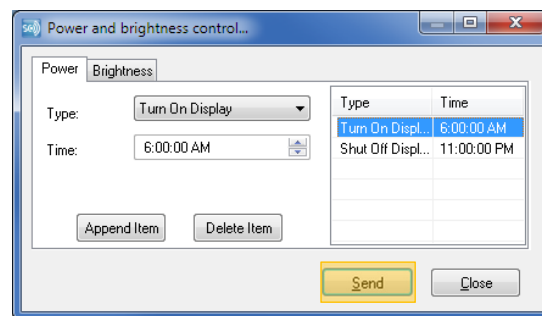 Power and brightness control...
Power Brightness
Type: Turn On Display
Time: 6:00:00 AM
Append Item Delete Item
Type Time
Turn On Displ... 6:00:00 AM
Shut Off Displ... 11:00:00 PM
Send Close